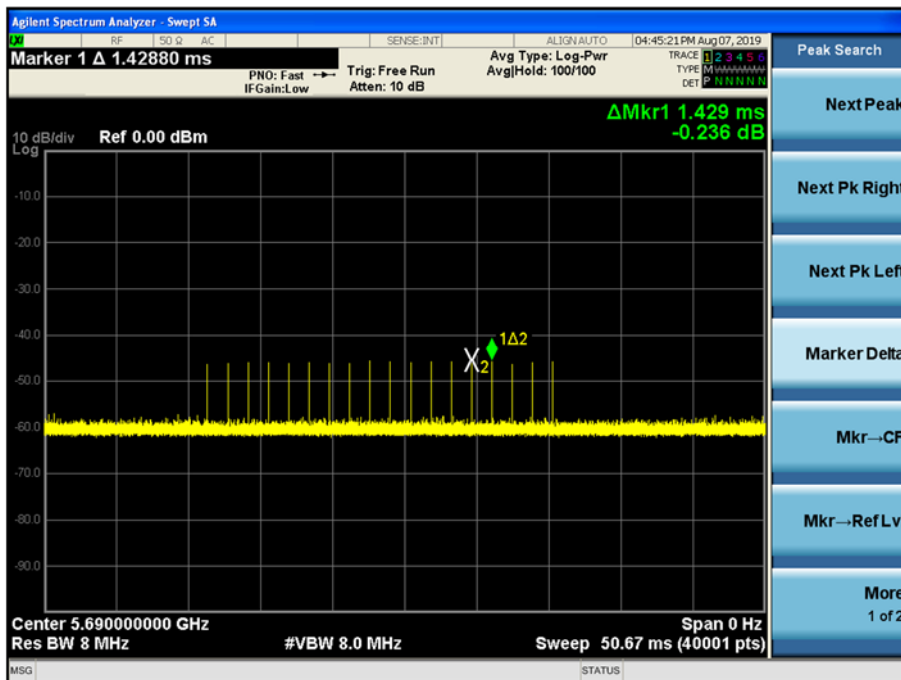 Agilent Spectrum Analyzer - Swept SA
LXI RF 50 Ω AC SENSE:INT ALIGN AUTO 04:45:21 PM Aug 07, 2019
Marker 1 Δ 1.42880 ms
PNO: Fast
IFGain:Low
Trig: Free Run
Atten: 10 dB
Avg Type: Log-Pwr
Avg|Hold: 100/100
TRACE 1 2 3 4 5 6
TYPE M WWWWW
DET P N N N N N
ΔMkr1 1.429 ms
-0.236 dB
10 dB/div Ref 0.00 dBm
Log
-10.0
-20.0
-30.0
-40.0
-50.0
-60.0
-70.0
-80.0
-90.0
1Δ2
2
Center 5.690000000 GHz Span 0 Hz
Res BW 8 MHz #VBW 8.0 MHz Sweep 50.67 ms (40001 pts)
MSG STATUS
Peak Search
Next Peak
Next Pk Right
Next Pk Left
Marker Delta
Mkr→CF
Mkr→Ref Lv
More
1 of 2